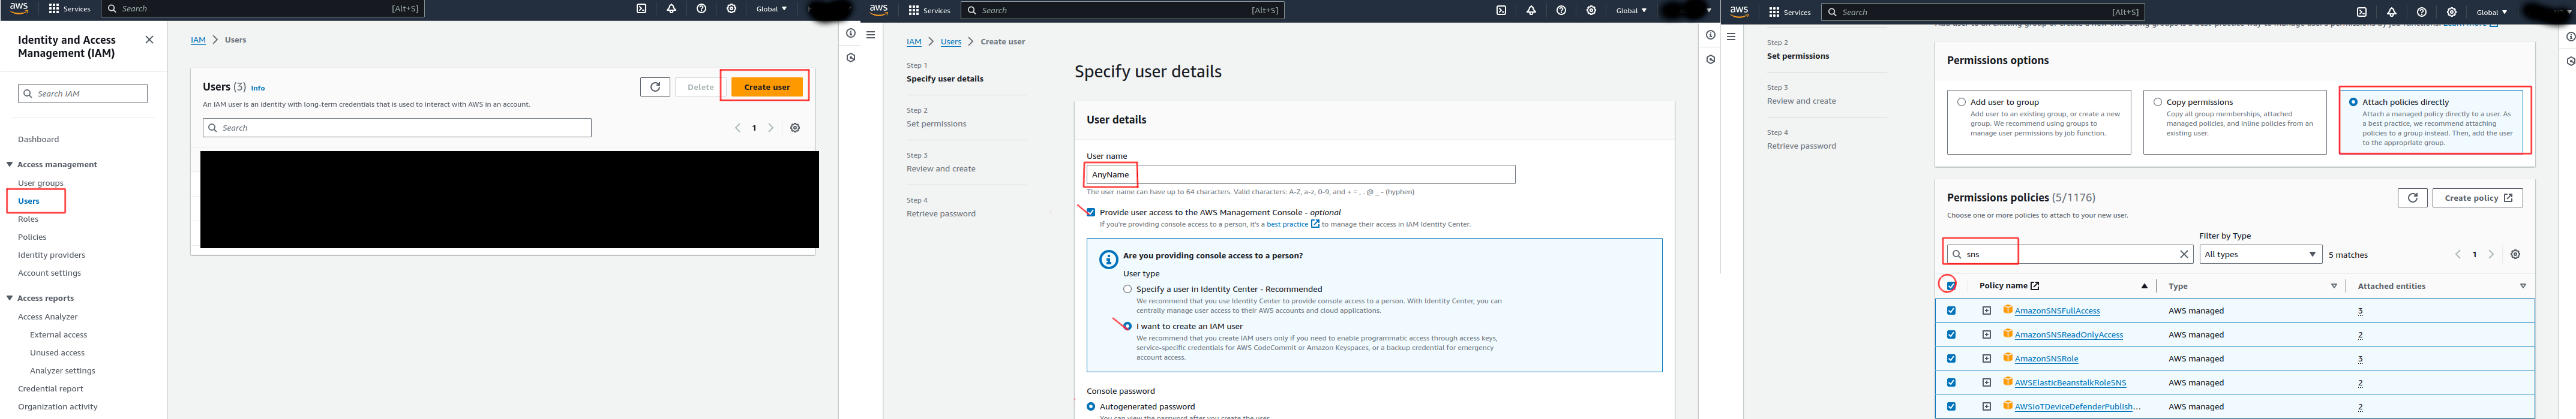 aws Services Search [Alt+S] Global
Identity and Access
Management (IAM)
Search IAM
Dashboard
Access management
User groups
Users
Roles
Policies
Identity providers
Account settings
Access reports
Access Analyzer
External access
Unused access
Analyzer settings
Credential report
Organization activity
IAM > Users
Users (3) Info
Delete
Create user
An IAM user is an identity with long-term credentials that is used to interact with AWS in an account.
Search
1
aws Services Search [Alt+S] Global
IAM > Users > Create user
Step 1
Specify user details
Step 2
Set permissions
Step 3
Review and create
Step 4
Retrieve password
Specify user details
User details
User name
AnyName
The user name can have up to 64 characters. Valid characters: A-Z, a-z, 0-9, and + = , . @ _ - (hyphen)
Provide user access to the AWS Management Console - optional
If you're providing console access to a person, it's a best practice to manage their access in IAM Identity Center.
Are you providing console access to a person?
User type
Specify a user in Identity Center - Recommended
We recommend that you use Identity Center to provide console access to a person. With Identity Center, you can
centrally manage user access to their AWS accounts and cloud applications.
I want to create an IAM user
We recommend that you create IAM users only if you need to enable programmatic access through access keys,
service-specific credentials for AWS CodeCommit or Amazon Keyspaces, or a backup credential for emergency
account access.
Console password
Autogenerated password
You can view the password after you create the user.
aws Services Search [Alt+S] Global
Step 2
Set permissions
Step 3
Review and create
Step 4
Retrieve password
Permissions options
Add user to group
Add user to an existing group, or create a new
group. We recommend using groups to
manage user permissions by job function.
Copy permissions
Copy all group memberships, attached
managed policies, and inline policies from an
existing user.
Attach policies directly
Attach a managed policy directly to a user. As
a best practice, we recommend attaching
policies to a group instead. Then, add the user
to the appropriate group.
Permissions policies (5/1176)
Create policy
Choose one or more policies to attach to your new user.
Filter by Type
sns
All types
5 matches
1
Policy name Type Attached entities
AmazonSNSFullAccess AWS managed 3
AmazonSNSReadOnlyAccess AWS managed 2
AmazonSNSRole AWS managed 3
AWSElasticBeanstalkRoleSNS AWS managed 2
AWSIoTDeviceDefenderPublish... AWS managed 2